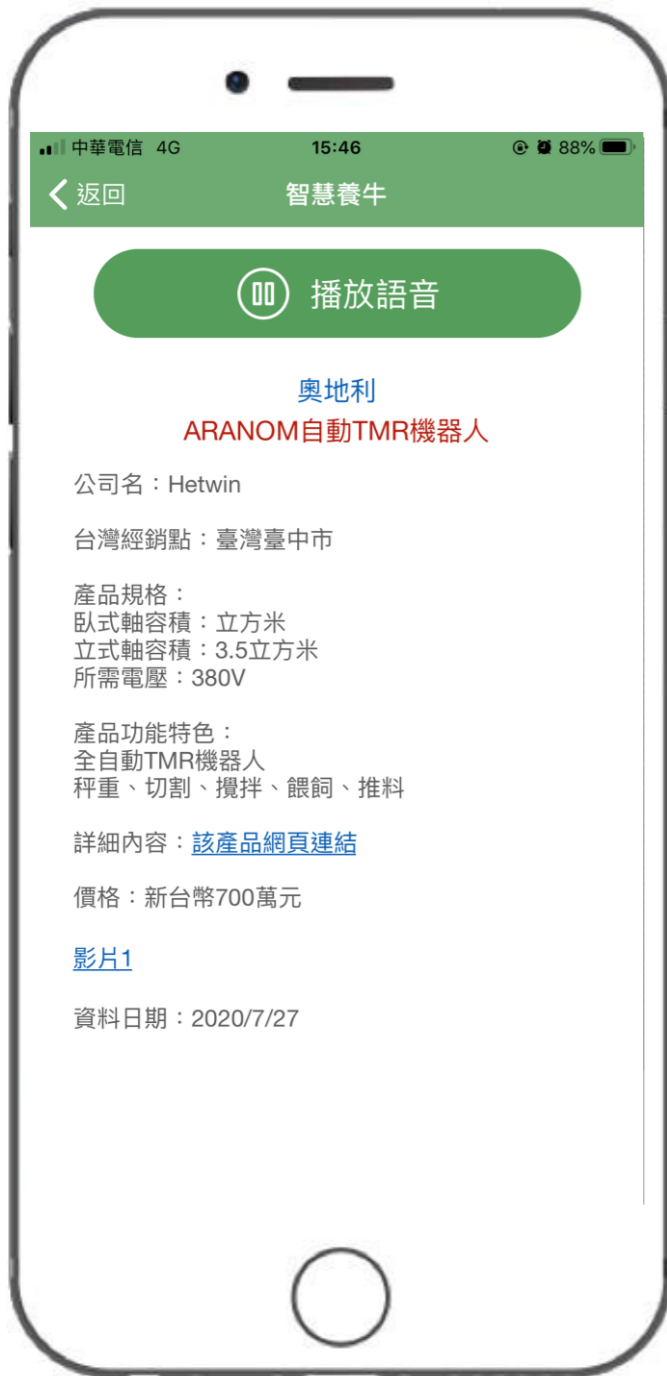 中華電信 4G 15:46 88%
返回 智慧養牛
播放語音
奧地利
ARANOM自動TMR機器人
公司名：Hetwin
台灣經銷點：臺灣臺中市
產品規格：
臥式軸容積：立方米
立式軸容積：3.5立方米
所需電壓：380V
產品功能特色：
全自動TMR機器人
秤重、切割、攪拌、餵飼、推料
詳細內容：該產品網頁連結
價格：新台幣700萬元
影片1
資料日期：2020/7/27